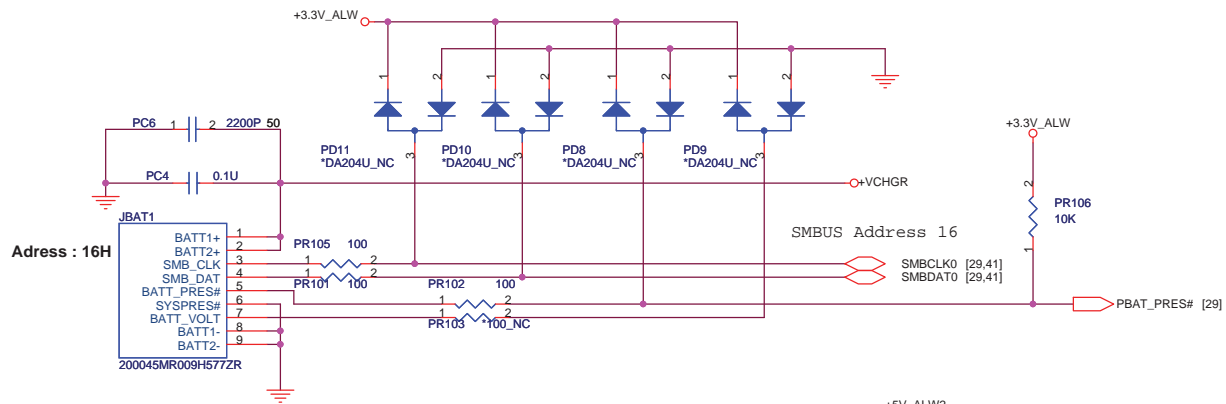 +3.3V_ALW
1 2 1 2 1 2 1 2
PC6 1 2 2200P 50
3 3 3 3
PD11 PD10 PD8 PD9
*DA204U_NC *DA204U_NC *DA204U_NC *DA204U_NC
+3.3V_ALW
PC4 0.1U
+VCHGR
2
PR106
10K
1
JBAT1
Adress : 16H
BATT1+ 1
BATT2+ 2
SMB_CLK 3
SMB_DAT 4
BATT_PRES# 5
SYSPRES# 6
BATT_VOLT 7
BATT1- 8
BATT2- 9
200045MR009H577ZR
PR105 100
1 2
PR101 100
1 2
PR102 100
1 2
PR103 *100_NC
1 2
SMBUS Address 16
SMBCLK0 [29,41]
SMBDAT0 [29,41]
PBAT_PRES# [29]